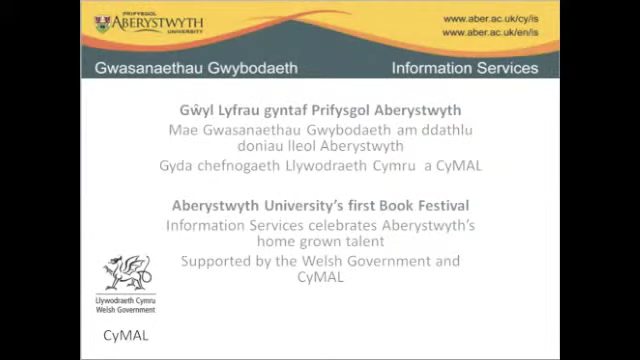 PRIFYSGOL
ABERYSTWYTH
UNIVERSITY
www.aber.ac.uk/cy/is
www.aber.ac.uk/en/is
Gwasanaethau Gwybodaeth
Information Services
Gŵyl Lyfrau gyntaf Prifysgol Aberystwyth
Mae Gwasanaethau Gwybodaeth am ddathlu
doniau lleol Aberystwyth
Gyda chefnogaeth Llywodraeth Cymru a CyMAL
Aberystwyth University's first Book Festival
Information Services celebrates Aberystwyth's
home grown talent
Supported by the Welsh Government and
CyMAL
Llywodraeth Cymru
Welsh Government
CyMAL